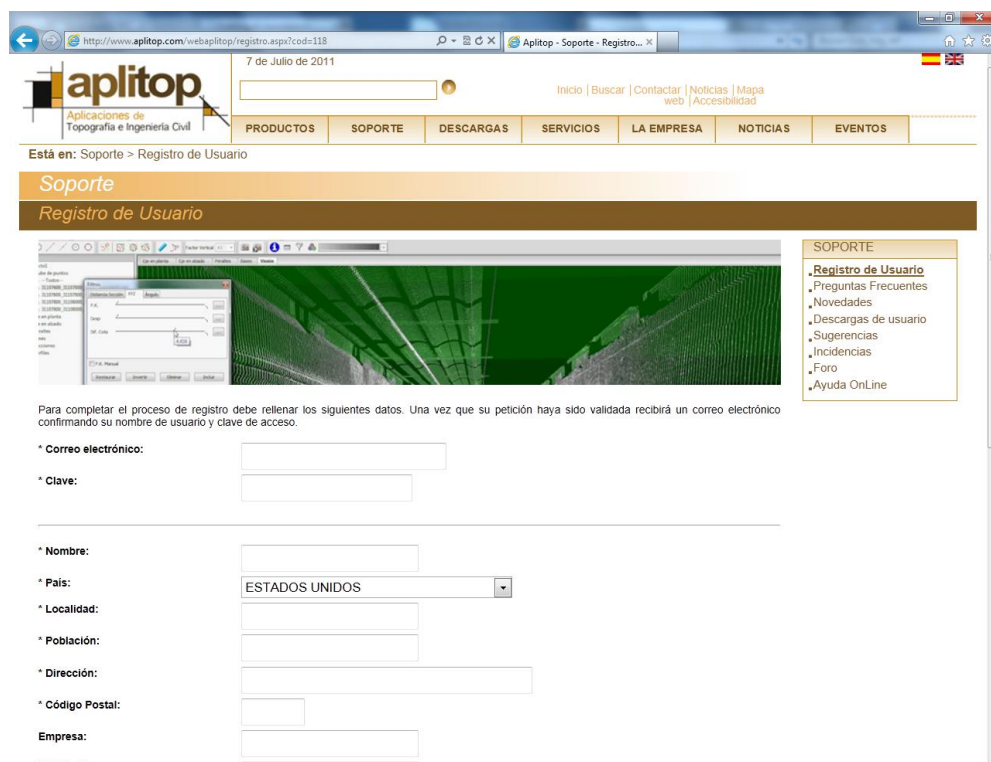 http://www.aplitop.com/webaplitop/registro.aspx?cod=118
Aplitop - Soporte - Registro...
7 de Julio de 2011
aplitop
Aplicaciones de
Topografía e Ingeniería Civil
Inicio | Buscar | Contactar | Noticias | Mapa
web | Accesibilidad
PRODUCTOS SOPORTE DESCARGAS SERVICIOS LA EMPRESA NOTICIAS EVENTOS
Está en: Soporte > Registro de Usuario
Soporte
Registro de Usuario
SOPORTE
Registro de Usuario
Preguntas Frecuentes
Novedades
Descargas de usuario
Sugerencias
Incidencias
Foro
Ayuda OnLine
Para completar el proceso de registro debe rellenar los siguientes datos. Una vez que su petición haya sido validada recibirá un correo electrónico
confirmando su nombre de usuario y clave de acceso.
* Correo electrónico:
* Clave:
* Nombre:
* País:
ESTADOS UNIDOS
* Localidad:
* Población:
* Dirección:
* Código Postal:
Empresa: